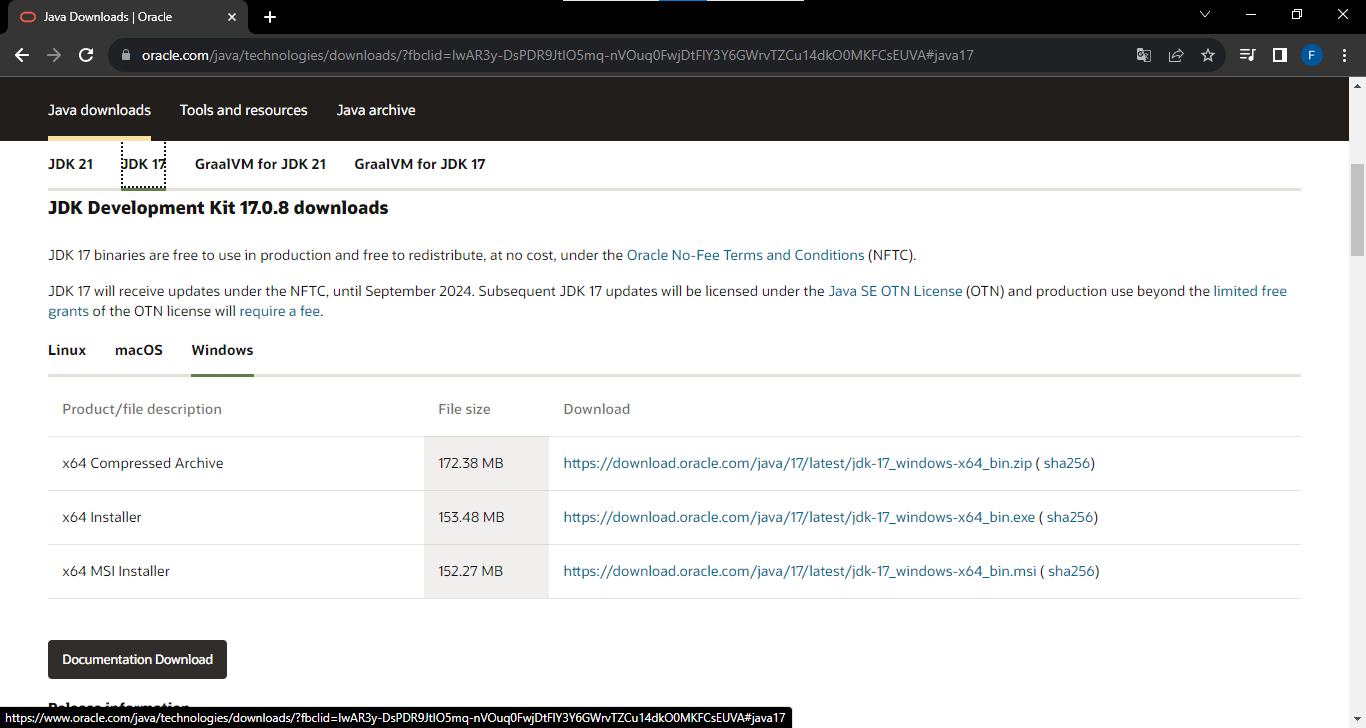 Java Downloads | Oracle
oracle.com/java/technologies/downloads/?fbclid=IwAR3y-DsPDR9JtIO5mq-nVOuq0FwjDtFlY3Y6GWrvTZCu14dkO0MKFCsEUVA#java17
F
Java downloads Tools and resources Java archive
JDK 21 JDK 17 GraalVM for JDK 21 GraalVM for JDK 17
JDK Development Kit 17.0.8 downloads
JDK 17 binaries are free to use in production and free to redistribute, at no cost, under the Oracle No-Fee Terms and Conditions (NFTC).
JDK 17 will receive updates under the NFTC, until September 2024. Subsequent JDK 17 updates will be licensed under the Java SE OTN License (OTN) and production use beyond the limited free
grants of the OTN license will require a fee.
Linux macOS Windows
Product/file description File size Download
x64 Compressed Archive 172.38 MB https://download.oracle.com/java/17/latest/jdk-17_windows-x64_bin.zip ( sha256)
x64 Installer 153.48 MB https://download.oracle.com/java/17/latest/jdk-17_windows-x64_bin.exe ( sha256)
x64 MSI Installer 152.27 MB https://download.oracle.com/java/17/latest/jdk-17_windows-x64_bin.msi ( sha256)
Documentation Download
Release information
https://www.oracle.com/java/technologies/downloads/?fbclid=IwAR3y-DsPDR9JtIO5mq-nVOuq0FwjDtFlY3Y6GWrvTZCu14dkO0MKFCsEUVA#java17